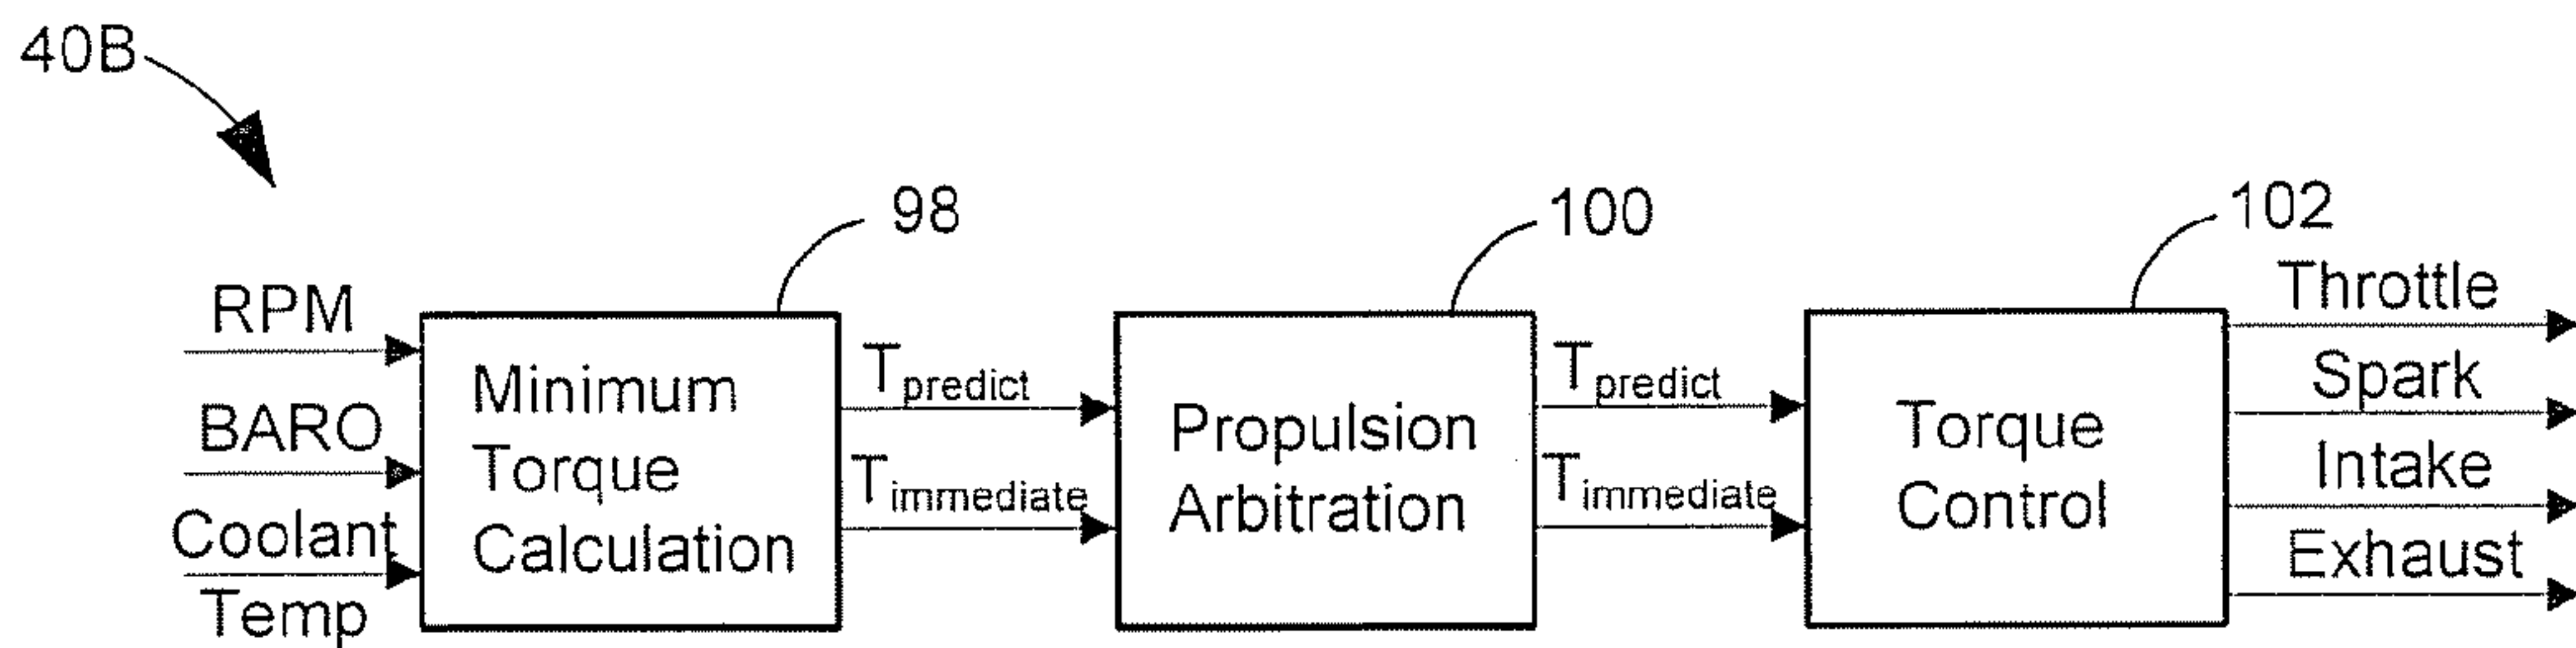 40B
98
100
102
RPM
BARO
Coolant
Temp
Minimum
Torque
Calculation
Tpredict
Timmediate
Propulsion
Arbitration
Tpredict
Timmediate
Torque
Control
Throttle
Spark
Intake
Exhaust